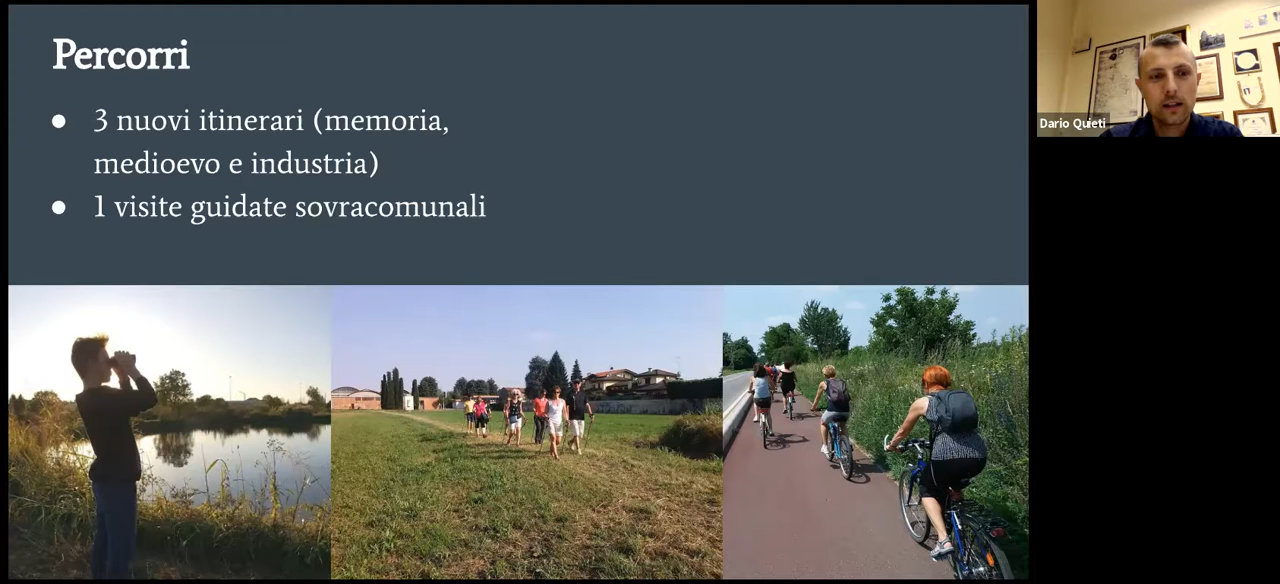 Percorri
● 3 nuovi itinerari (memoria,
medioevo e industria)
● 1 visite guidate sovracomunali
Dario Quieti